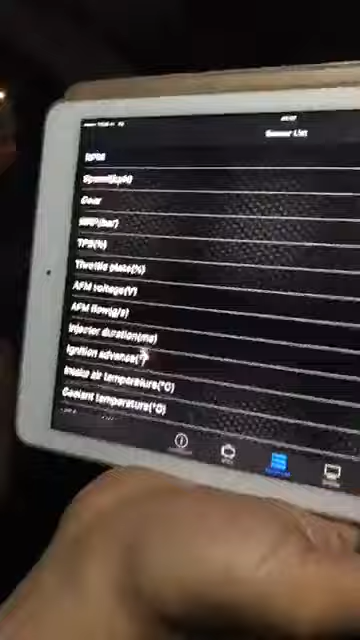 Sensor List
RPM
Speed(kph)
Gear
MAP(bar)
TPS(%)
Throttle plate(%)
AFM voltage(V)
AFM flow(g/s)
Injector duration(ms)
Ignition advance(°)
Intake air temperature(°C)
Coolant temperature(°C)